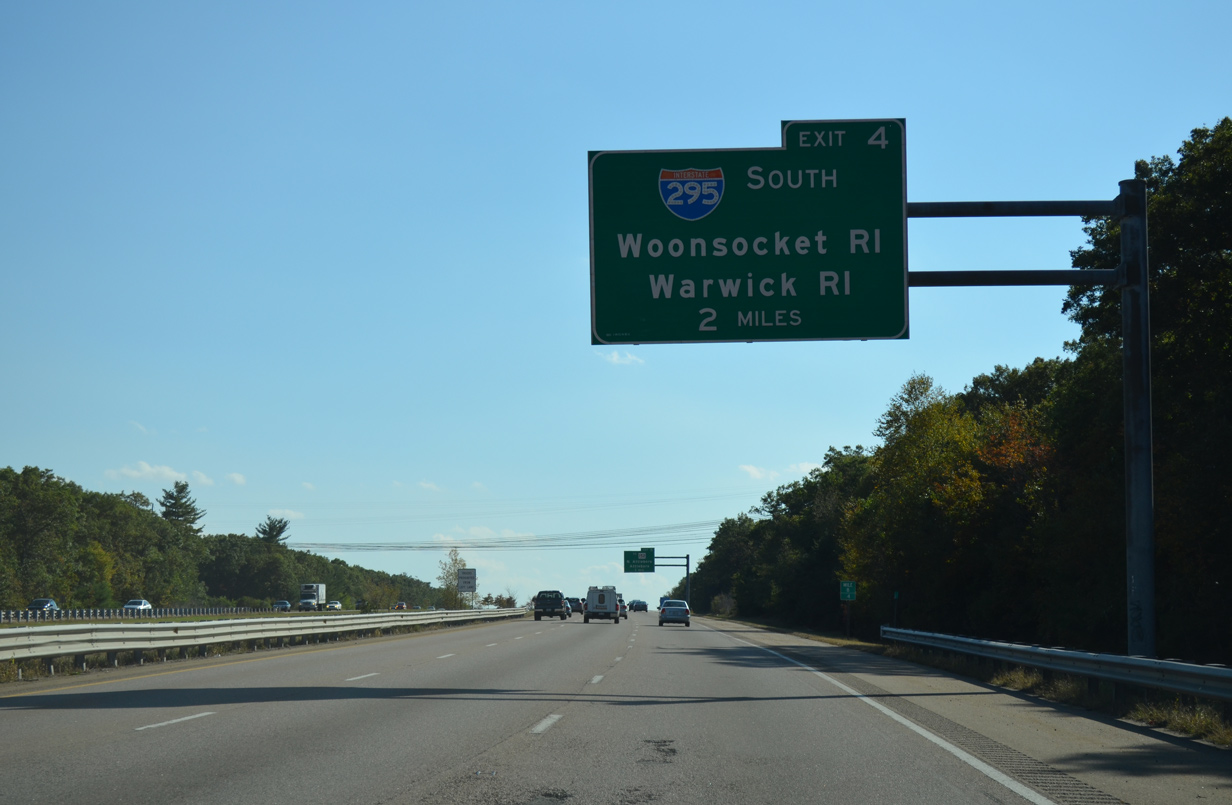 EXIT 4
INTERSTATE
295
SOUTH
Woonsocket RI
Warwick RI
2 MILES